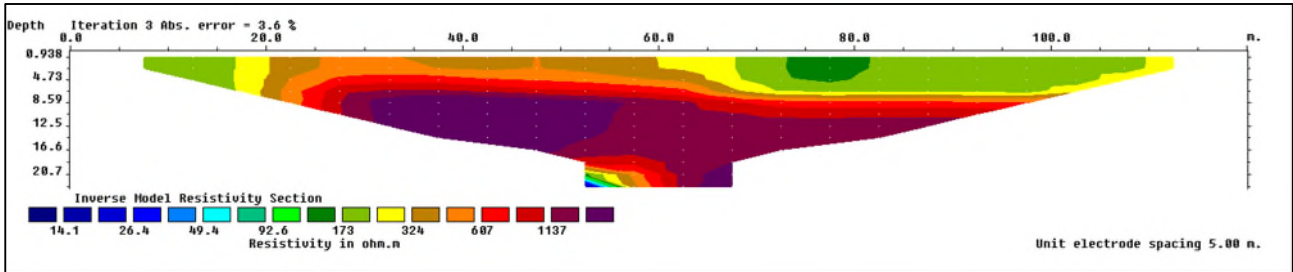 Depth Iteration 3 Abs. error = 3.6 %
0.0 20.0 40.0 60.0 80.0 100.0 m.
0.938
4.73
8.59
12.5
16.6
20.7
Inverse Model Resistivity Section
14.1 26.4 49.4 92.6 173 324 607 1137
Resistivity in ohm.m
Unit electrode spacing 5.00 m.